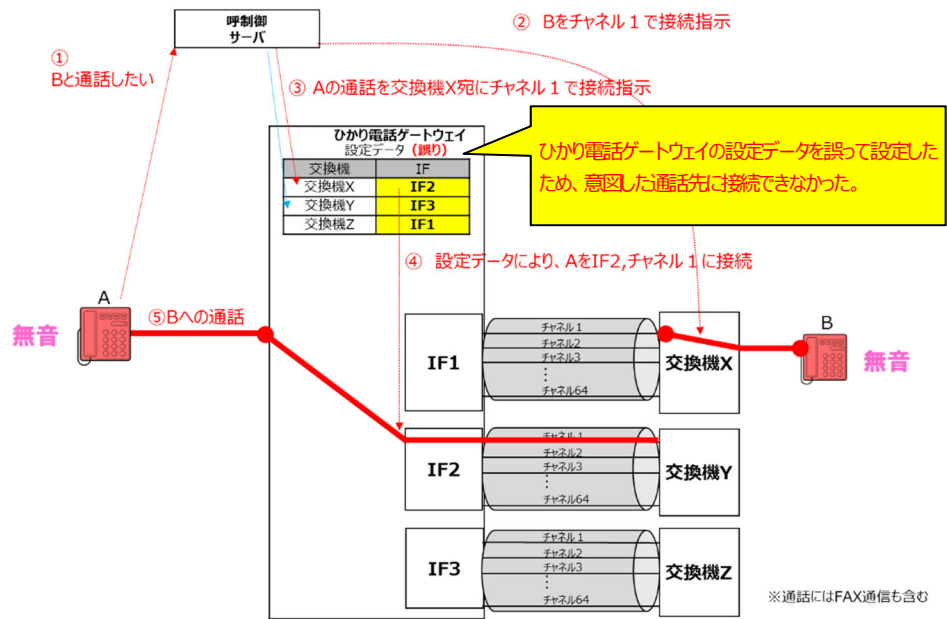 呼制御
サーバ
② Bをチャネル１で接続指示
①
Bと通話したい
③ Aの通話を交換機X宛にチャネル１で接続指示
ひかり電話ゲートウェイ
設定データ（誤り）
交換機 IF
交換機X IF2
交換機Y IF3
交換機Z IF1
ひかり電話ゲートウェイの設定データを誤って設定した
ため、意図した通話先に接続できなかった。
④ 設定データにより、AをIF2,チャネル１に接続
A
無音
⑤Bへの通話
IF1
チャネル1
チャネル2
チャネル3
⋮
チャネル64
交換機X
B
無音
IF2
チャネル1
チャネル2
チャネル3
⋮
チャネル64
交換機Y
IF3
チャネル1
チャネル2
チャネル3
⋮
チャネル64
交換機Z
※通話にはFAX通信も含む